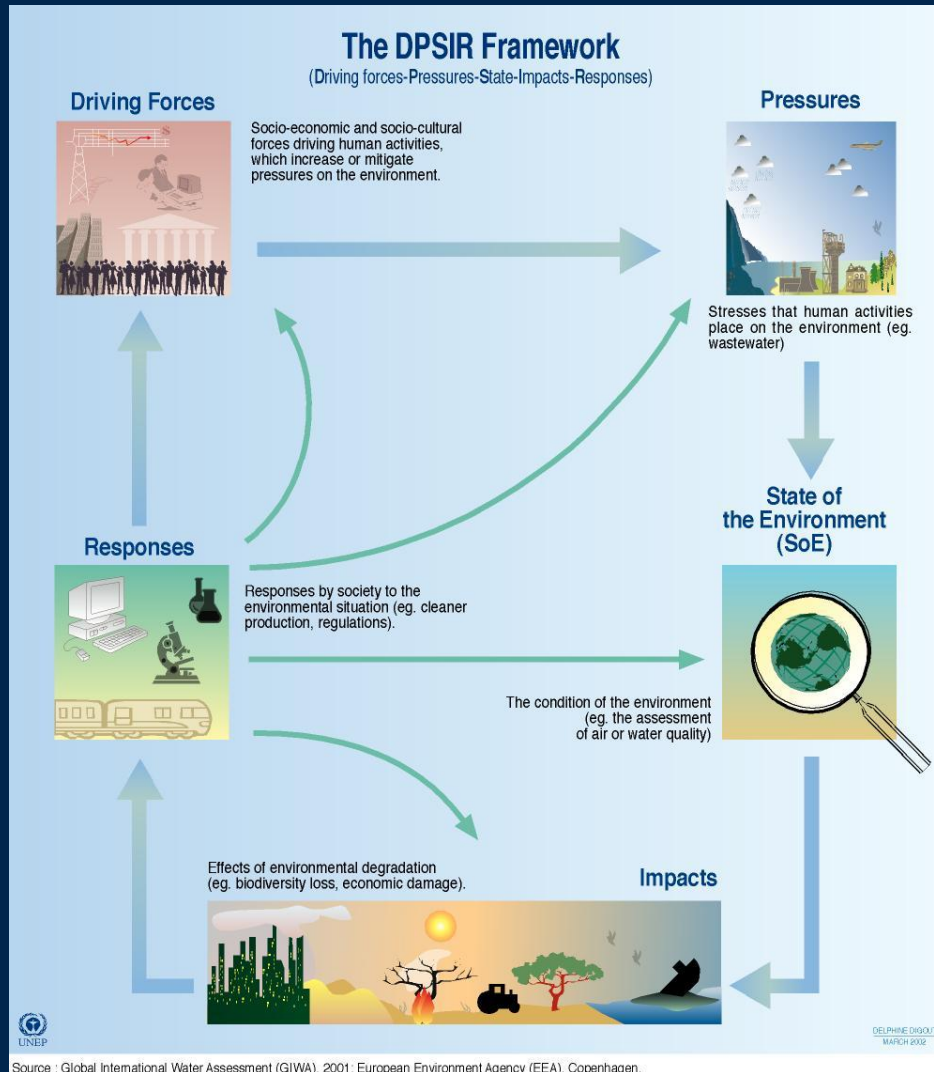 The DPSIR Framework
(Driving forces-Pressures-State-Impacts-Responses)
Driving Forces
Socio-economic and socio-cultural
forces driving human activities,
which increase or mitigate
pressures on the environment.
Pressures
Stresses that human activities
place on the environment (eg.
wastewater)
State of
the Environment
(SoE)
Responses
Responses by society to the
environmental situation (eg. cleaner
production, regulations).
The condition of the environment
(eg. the assessment
of air or water quality)
Effects of environmental degradation
(eg. biodiversity loss, economic damage).
Impacts
UNEP
DELPHINE DIGOUT
MARCH 2002
Source : Global International Water Assessment (GIWA), 2001; European Environment Agency (EEA), Copenhagen.